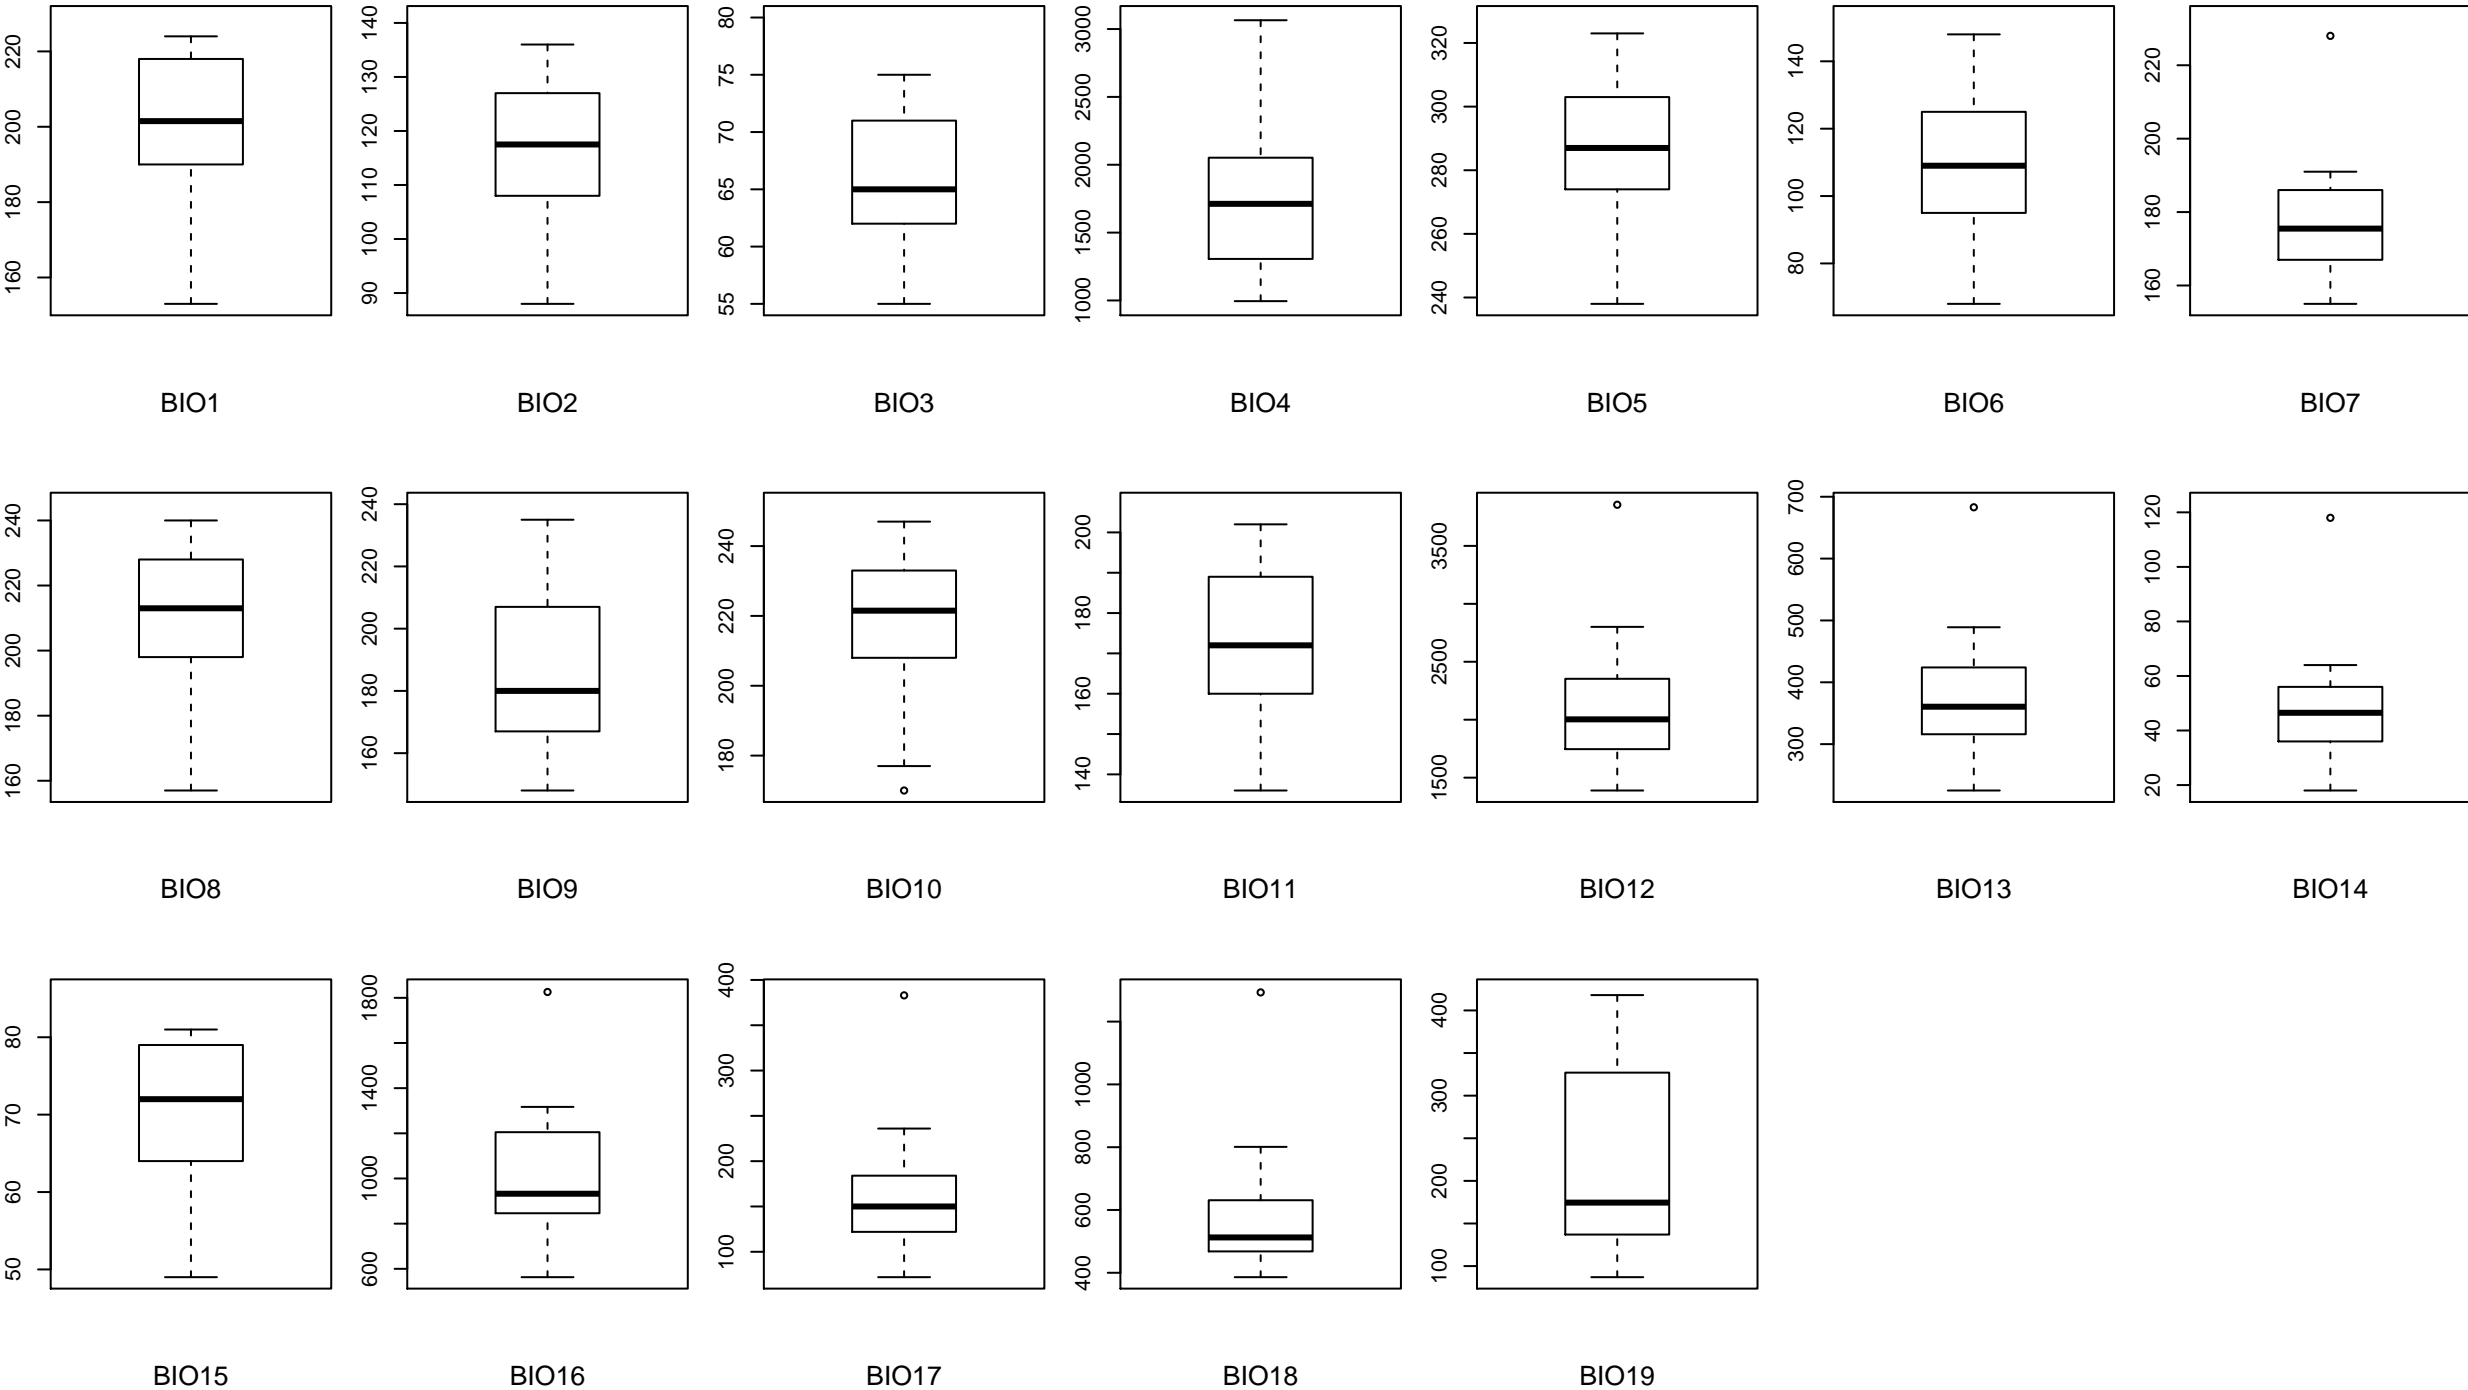 160 180 200 220
90 100 110 120 130 140
55 60 65 70 75 80
1000 1500 2000 2500 3000
240 260 280 300 320
80 100 120 140
160 180 200 220
BIO1 BIO2 BIO3 BIO4 BIO5 BIO6 BIO7
160 180 200 220 240
160 180 200 220 240
180 200 220 240
140 160 180 200
1500 2500 3500
300 400 500 600 700
20 40 60 80 100 120
BIO8 BIO9 BIO10 BIO11 BIO12 BIO13 BIO14
50 60 70 80
600 1000 1400 1800
100 200 300 400
400 600 800 1000
100 200 300 400
BIO15 BIO16 BIO17 BIO18 BIO19